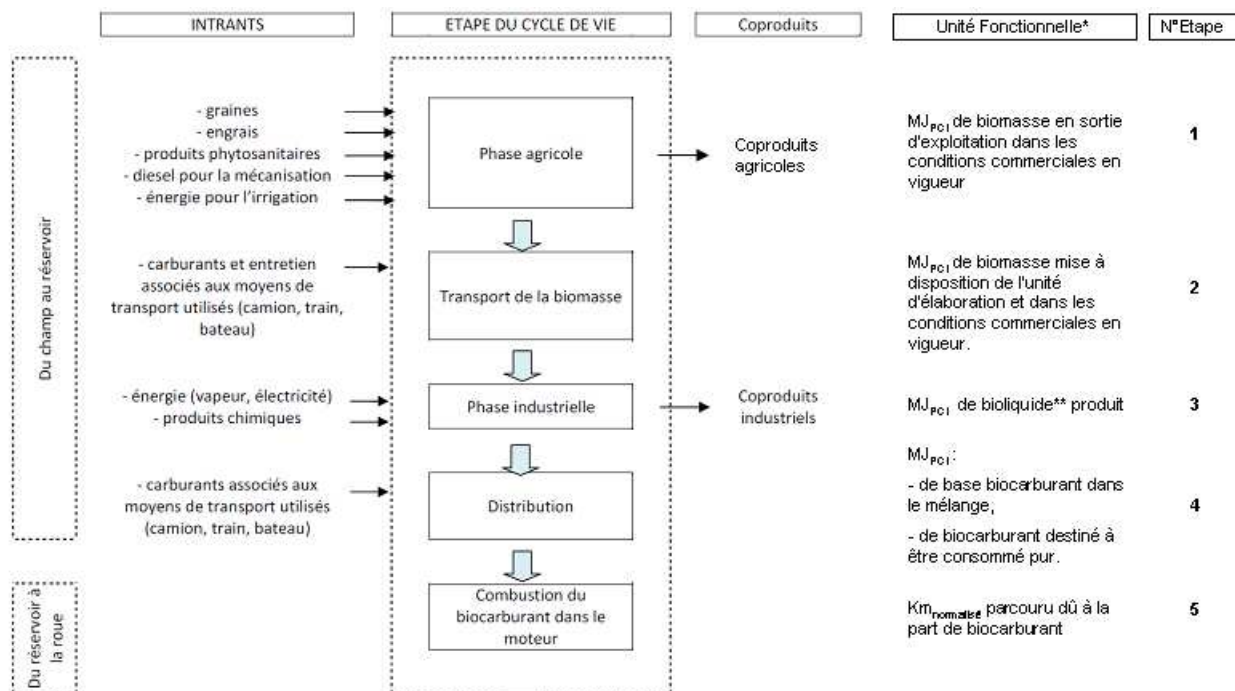 INTRANTS
ETAPE DU CYCLE DE VIE
Coproduits
Unité Fonctionnelle*
N°Etape
Du champ au réservoir
- graines
- engrais
- produits phytosanitaires
- diesel pour la mécanisation
- énergie pour l'irrigation
Phase agricole
Coproduits
agricoles
MJPCI de biomasse en sortie
d'exploitation dans les
conditions commerciales en
vigueur
1
- carburants et entretien
associés aux moyens de
transport utilisés (camion, train,
bateau)
Transport de la biomasse
MJPCI de biomasse mise à
disposition de l'unité
d'élaboration et dans les
conditions commerciales en
vigueur.
2
- énergie (vapeur, électricité)
- produits chimiques
Phase industrielle
Coproduits
industriels
MJPCI de bioliquide** produit
3
- carburants associés aux
moyens de transport utilisés
(camion, train, bateau)
Distribution
MJPCI:
- de base biocarburant dans
le mélange,
- de biocarburant destiné à
être consommé pur.
4
Du réservoir à
la roue
Combustion du
biocarburant dans le
moteur
Kmnormalisé parcouru dû à la
part de biocarburant
5